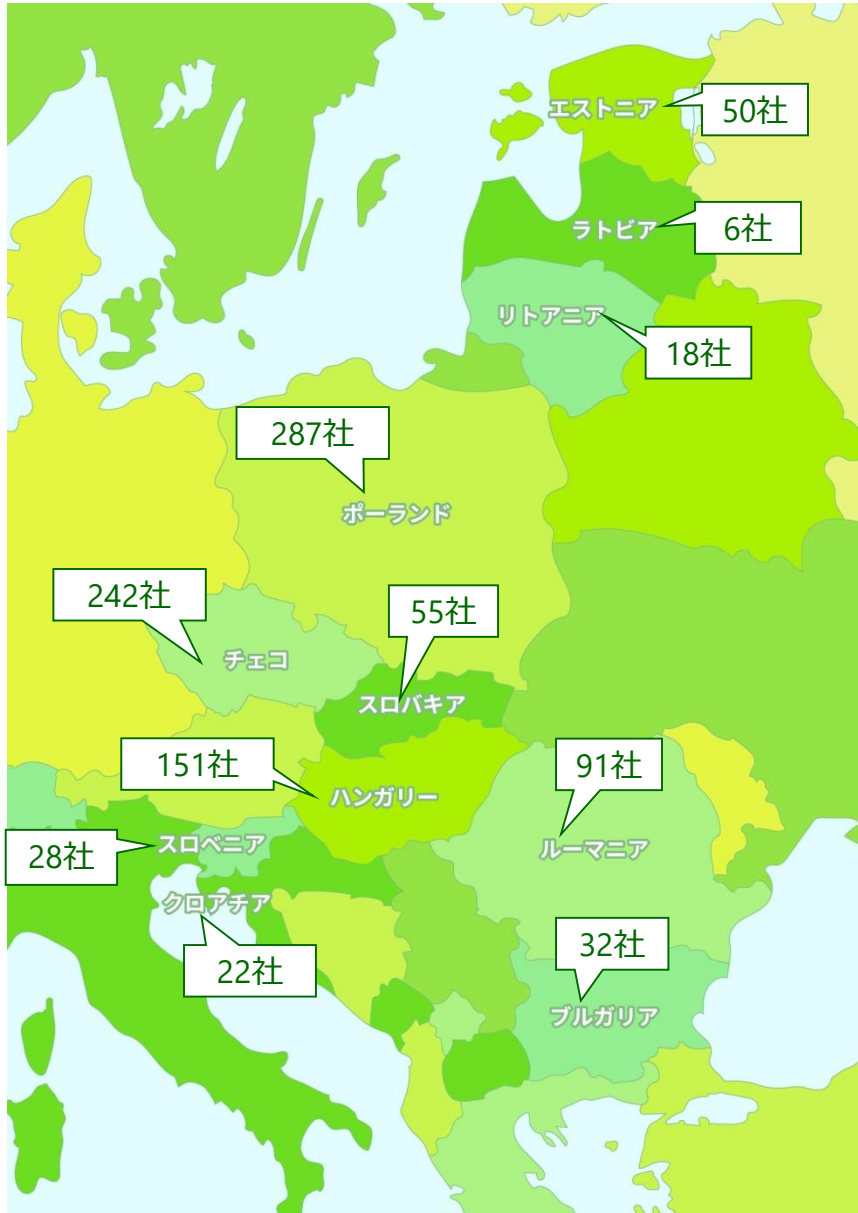 エストニア
50社
ラトビア
6社
リトアニア
18社
287社
ポーランド
242社
チェコ
55社
スロバキア
151社
ハンガリー
91社
ルーマニア
28社
スロベニア
クロアチア
22社
32社
ブルガリア